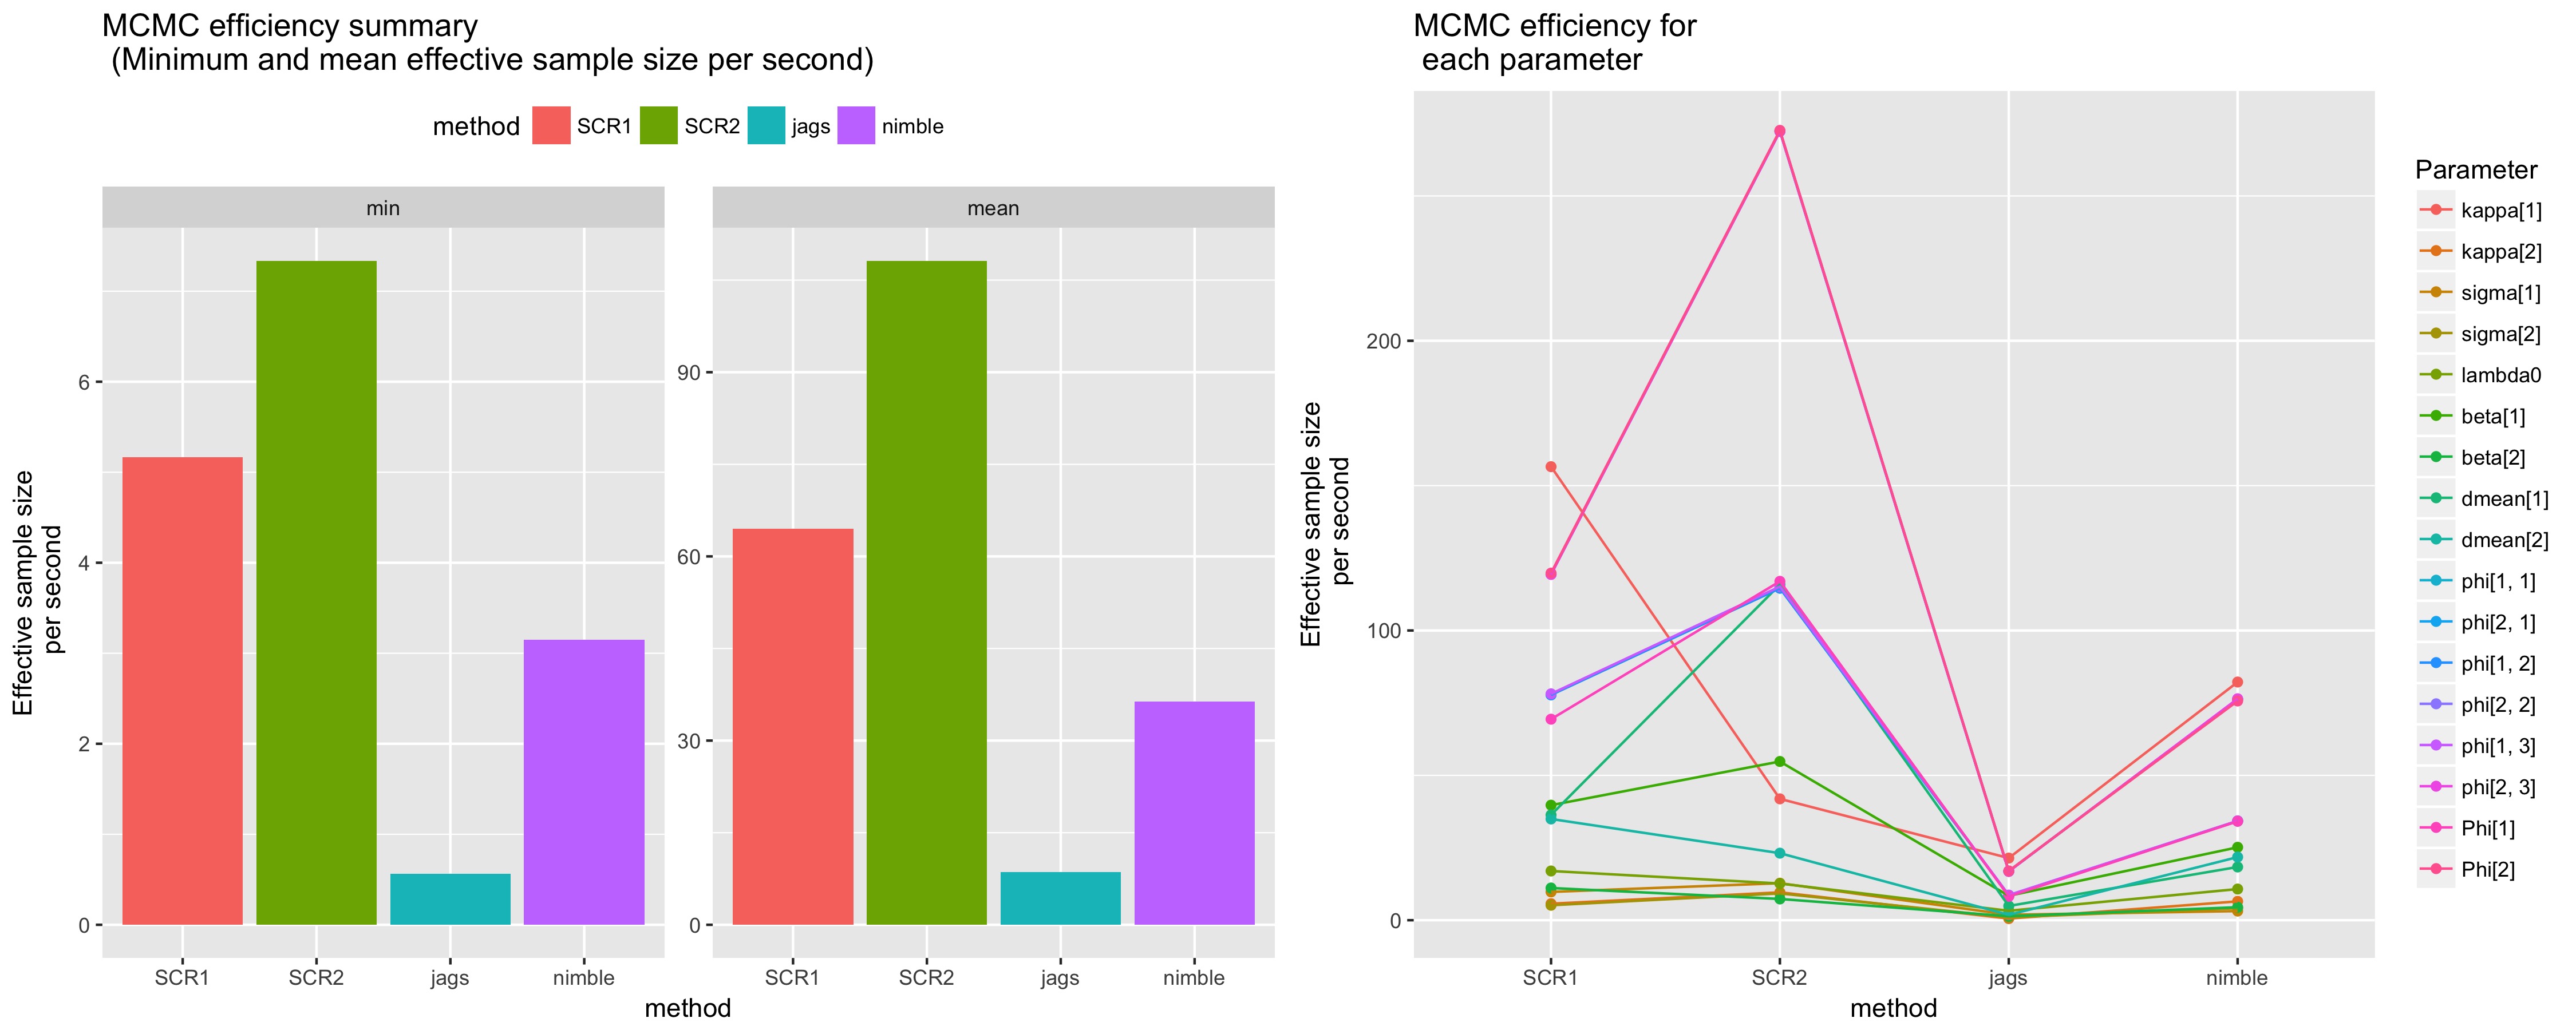 MCMC efficiency summary
(Minimum and mean effective sample size per second)
method SCR1 SCR2 jags nimble
min
mean
Effective sample size
per second
6
4
2
0
90
60
30
0
SCR1 SCR2 jags nimble
SCR1 SCR2 jags nimble
method
MCMC efficiency for
each parameter
Effective sample size
per second
200
100
0
SCR1 SCR2 jags nimble
method
Parameter
kappa[1]
kappa[2]
sigma[1]
sigma[2]
lambda0
beta[1]
beta[2]
dmean[1]
dmean[2]
phi[1, 1]
phi[2, 1]
phi[1, 2]
phi[2, 2]
phi[1, 3]
phi[2, 3]
Phi[1]
Phi[2]